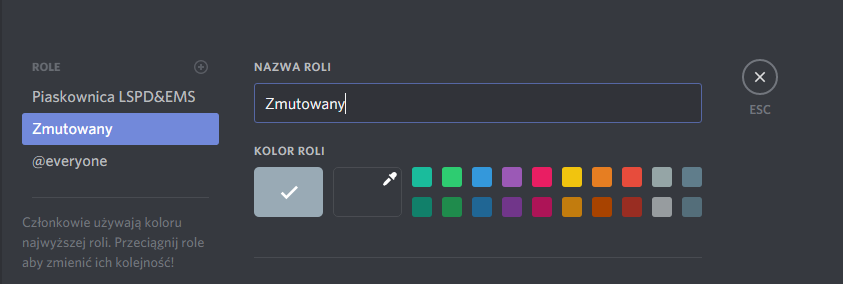 ROLE
Piaskownica LSPD&EMS
Zmutowany
@everyone
Członkowie używają koloru
najwyższej roli. Przeciągnij role
aby zmienić ich kolejność!
NAZWA ROLI
Zmutowany
KOLOR ROLI
ESC